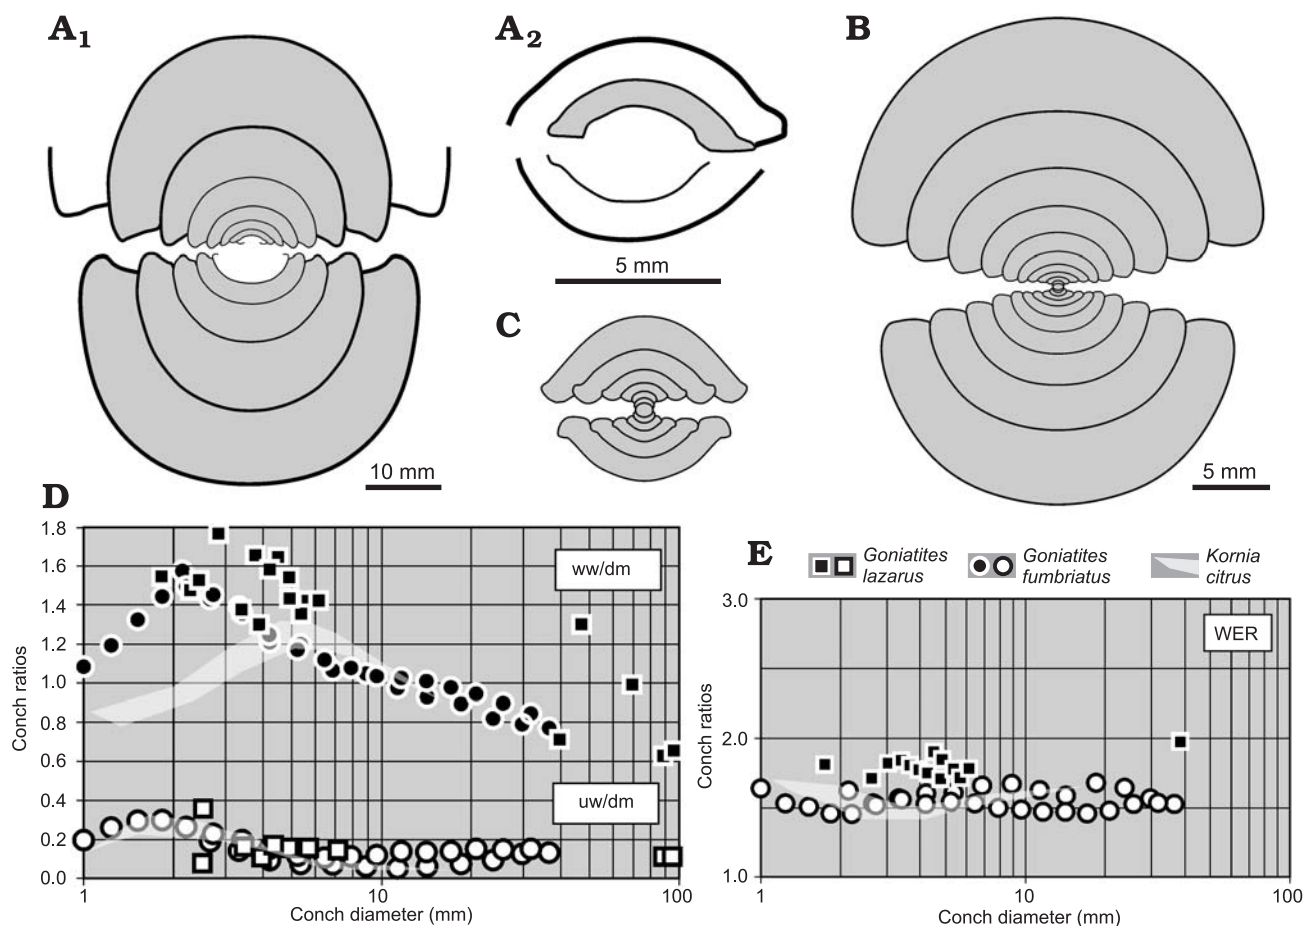 A1
A2
B
5 mm
C
10 mm
5 mm
D
1.8
1.6
1.4
1.2
1.0
0.8
0.6
0.4
0.2
0.0
Conch ratios
ww/dm
uw/dm
1
10
100
Conch diameter (mm)
E
Goniatites
lazarus
Goniatites
fumbriatus
Kornia
citrus
3.0
2.0
1.0
Conch ratios
WER
1
10
100
Conch diameter (mm)